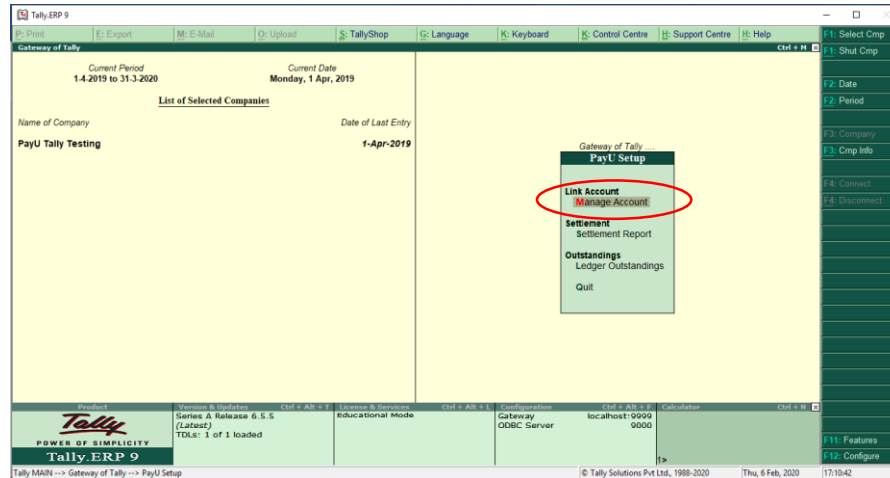 Tally.ERP 9
P: Print E: Export M: E-Mail O: Upload S: TallyShop G: Language K: Keyboard K: Control Centre H: Support Centre H: Help
F1: Select Cmp
Gateway of Tally Ctrl + M
F1: Shut Cmp
Current Period Current Date
1-4-2019 to 31-3-2020 Monday, 1 Apr, 2019
F2: Date
F2: Period
List of Selected Companies
Name of Company Date of Last Entry
F3: Company
PayU Tally Testing 1-Apr-2019
Gateway of Tally ....
F3: Cmp Info
PayU Setup
F4: Connect
Link Account
Manage Account
F4: Disconnect
Settlement
Settlement Report
Outstandings
Ledger Outstandings
Quit
Product Version & Updates Ctrl + Alt + T License & Services Ctrl + Alt + L Configuration Ctrl + Alt + F Calculator Ctrl + N
Tally
POWER OF SIMPLICITY
Tally.ERP 9
Series A Release 6.5.5
(Latest)
TDLs: 1 of 1 loaded
Educational Mode
Gateway localhost:9999
ODBC Server 9000
1>
F11: Features
F12: Configure
Tally MAIN --> Gateway of Tally --> PayU Setup © Tally Solutions Pvt Ltd., 1988-2020 Thu, 6 Feb, 2020 17:10:42